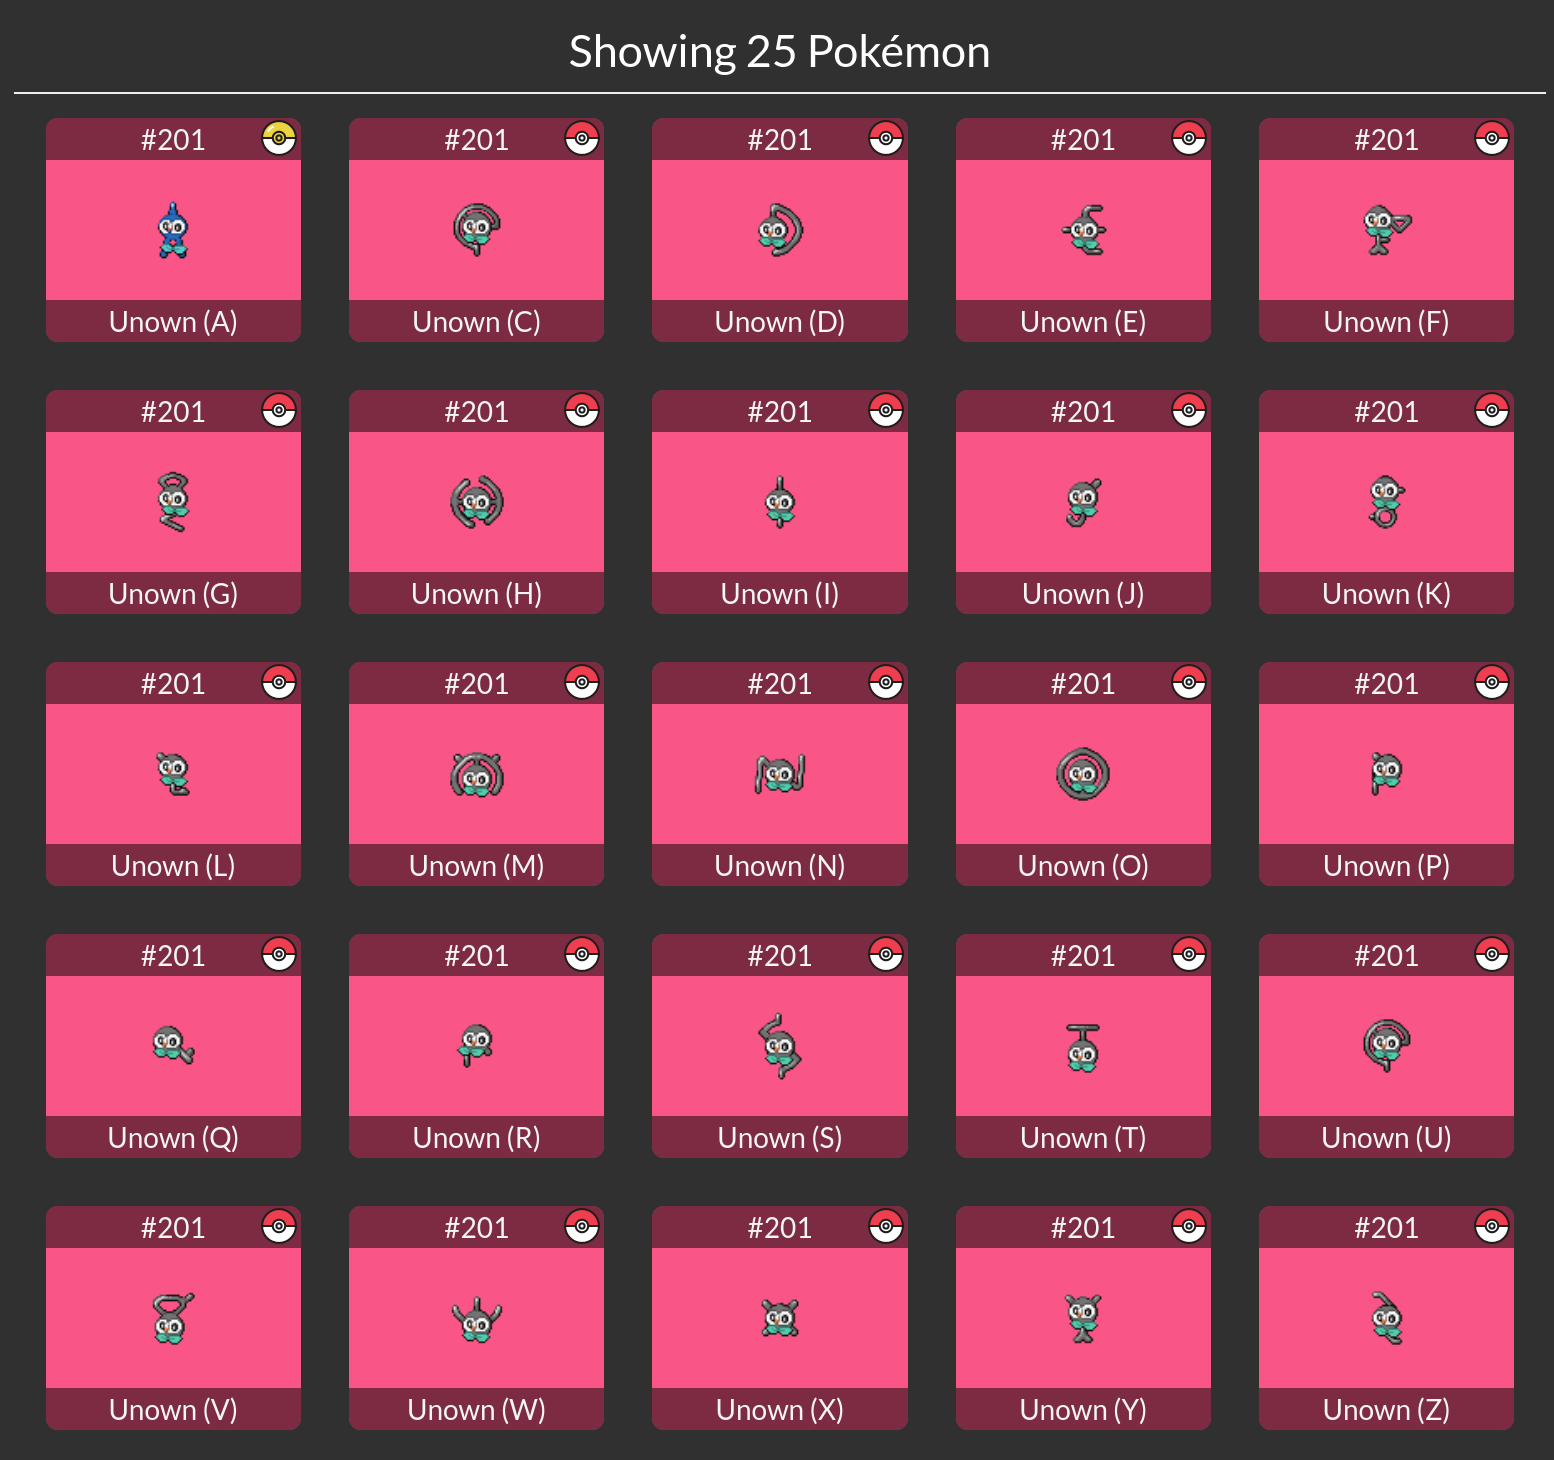 Showing 25 Pokémon
#201 #201 #201 #201 #201
Unown (A) Unown (C) Unown (D) Unown (E) Unown (F)
#201 #201 #201 #201 #201
Unown (G) Unown (H) Unown (I) Unown (J) Unown (K)
#201 #201 #201 #201 #201
Unown (L) Unown (M) Unown (N) Unown (O) Unown (P)
#201 #201 #201 #201 #201
Unown (Q) Unown (R) Unown (S) Unown (T) Unown (U)
#201 #201 #201 #201 #201
Unown (V) Unown (W) Unown (X) Unown (Y) Unown (Z)